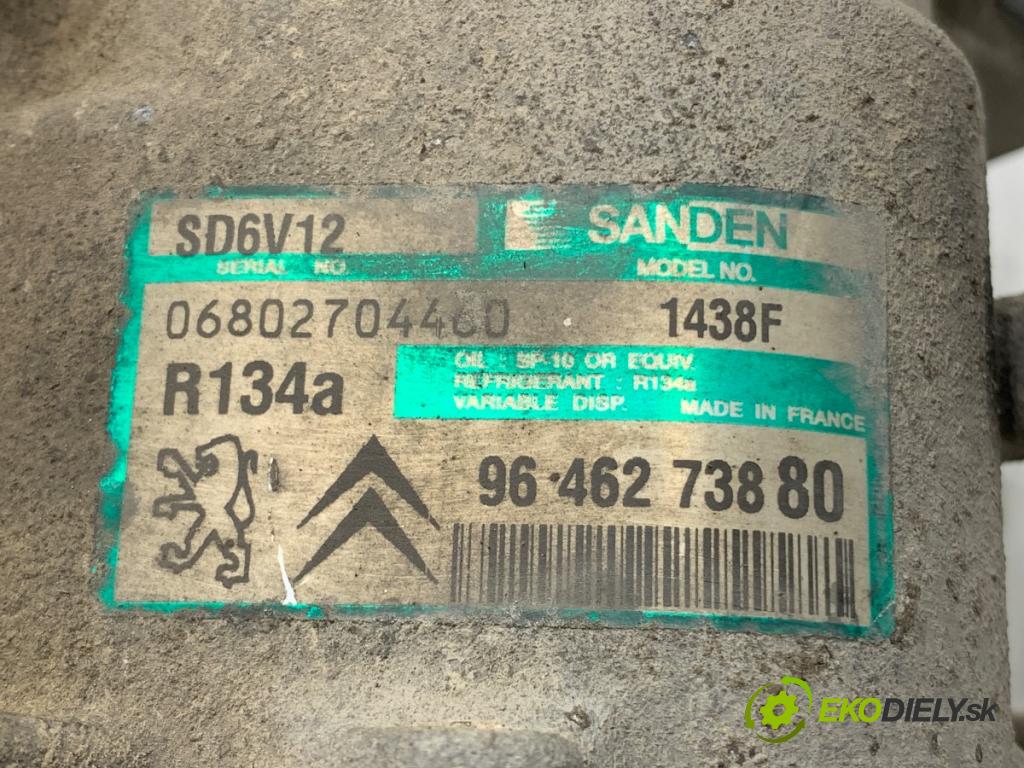 SD6V12 SANDEN
SERIAL NO. MODEL NO.
06802704460 1438F
R134a
OIL : SP-10 OR EQUIV.
REFRIGERANT : R134a
VARIABLE DISP. MADE IN FRANCE
96 462 738 80
EKODIELY.sk